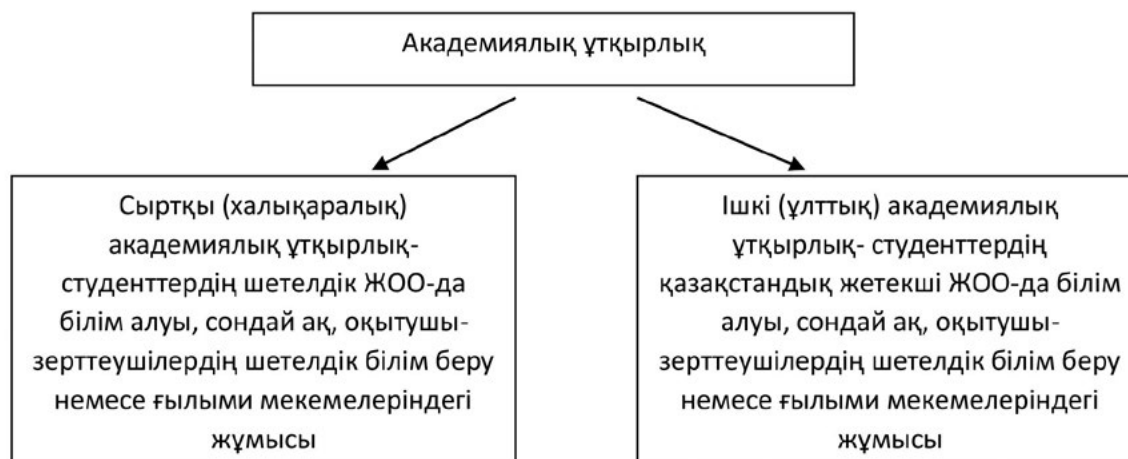 Академиялық ұтқырлық
Сыртқы (халықаралық)
академиялық ұтқырлық-
студенттердің шетелдік ЖОО-да
білім алуы, сондай ақ, оқытушы-
зерттеушілердің шетелдік білім беру
немесе ғылыми мекемелеріндегі
жұмысы
Ішкі (ұлттық) академиялық
ұтқырлық- студенттердің
қазақстандық жетекші ЖОО-да білім
алуы, сондай ақ, оқытушы-
зерттеушілердің шетелдік білім беру
немесе ғылыми мекемелеріндегі
жұмысы